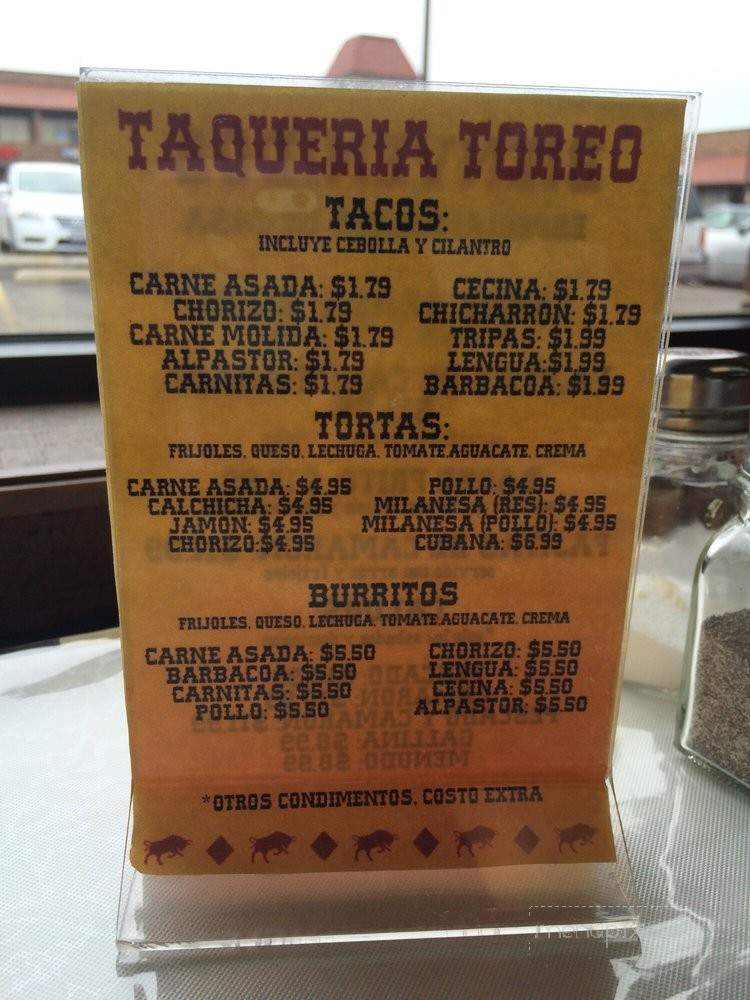 TAQUERIA TOREO
TACOS:
INCLUYE CEBOLLA Y CILANTRO
CARNE ASADA: $1.79
CHORIZO: $1.79
CARNE MOLIDA: $1.79
ALPASTOR: $1.79
CARNITAS: $1.79
CECINA: $1.79
CHICHARRON: $1.79
TRIPAS: $1.99
LENGUA:$1.99
BARBACOA: $1.99
TORTAS:
FRIJOLES, QUESO, LECHUGA, TOMATE,AGUACATE, CREMA
CARNE ASADA: $4.95
CALCHICHA: $4.95
JAMON: $4.95
CHORIZO:$4.95
POLLO: $4.95
MILANESA (RES): $4.95
MILANESA (POLLO): $4.95
CUBANA: $6.99
BURRITOS
FRIJOLES, QUESO, LECHUGA, TOMATE,AGUACATE, CREMA
CARNE ASADA: $5.50
BARBACOA: $5.50
CARNITAS: $5.50
POLLO: $5.50
CHORIZO: $5.50
LENGUA: $5.50
CECINA: $5.50
ALPASTOR: $5.50
*OTROS CONDIMENTOS, COSTO EXTRA